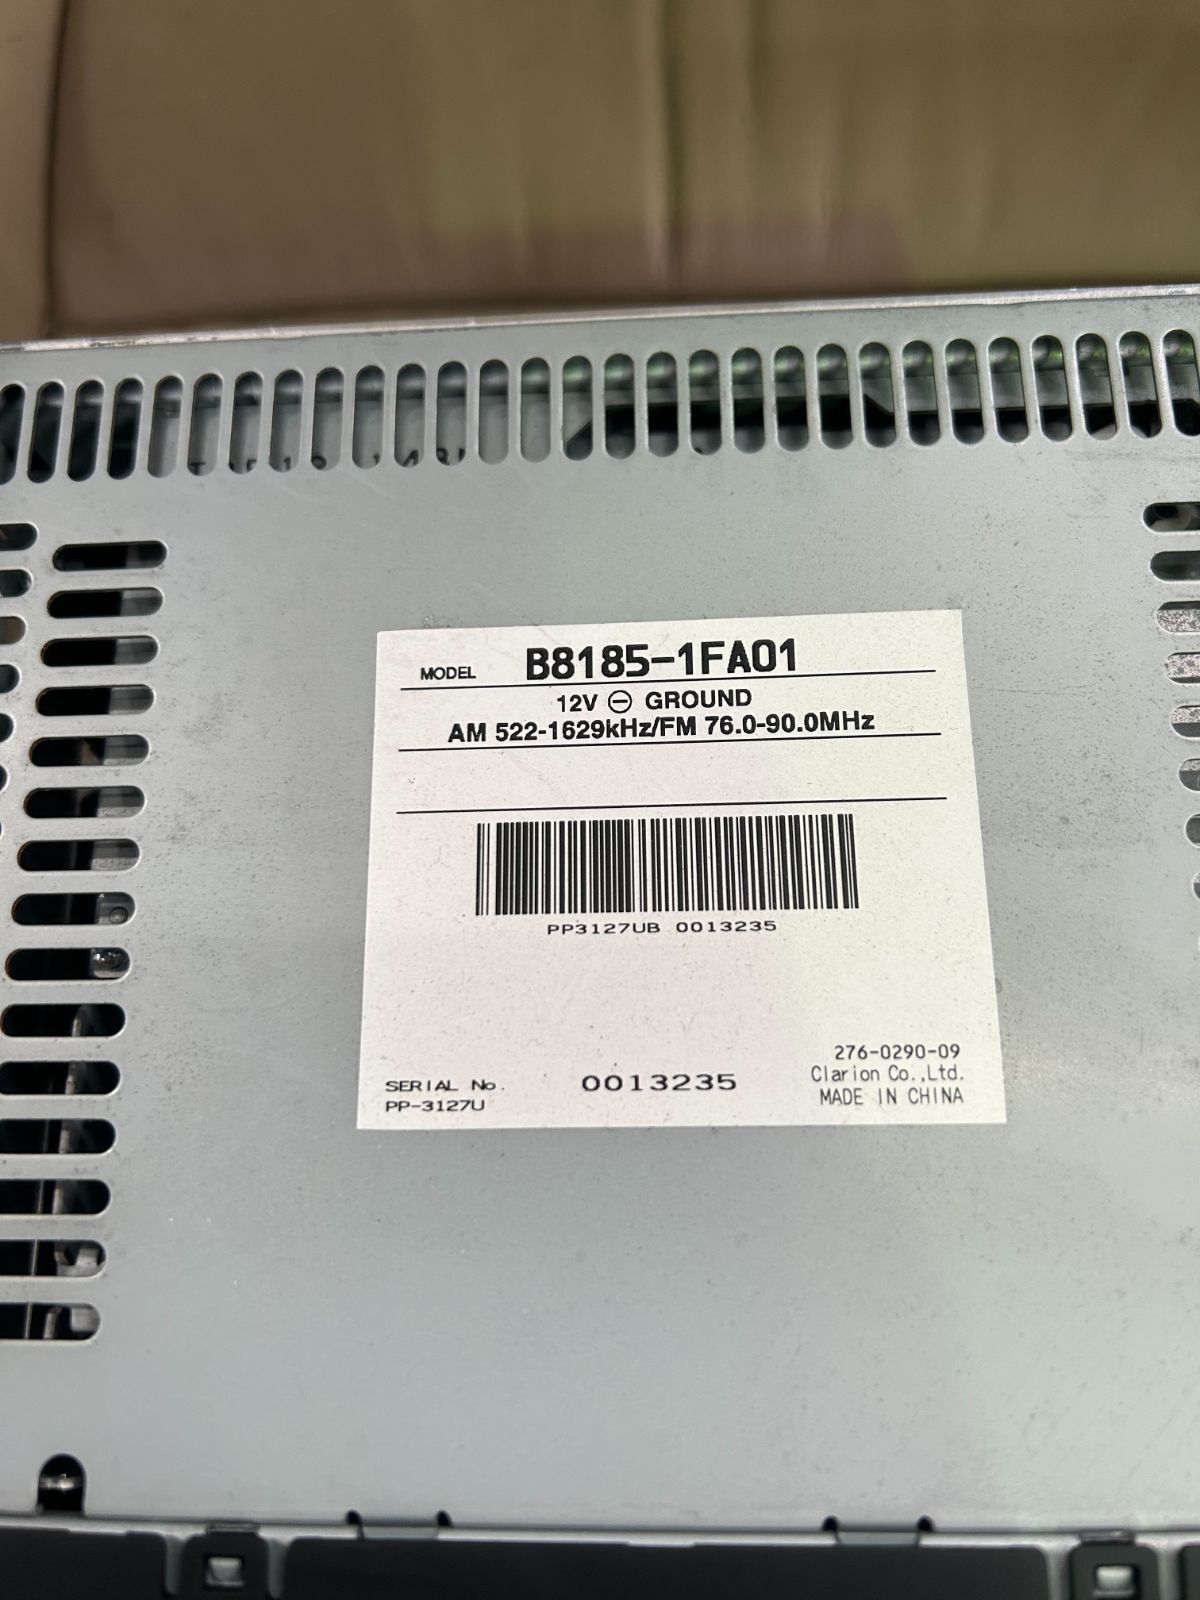 MODEL B8185-1FA01
12V ⊖ GROUND
AM 522-1629kHz/FM 76.0-90.0MHz
PP3127UB 0013235
276-0290-09
Clarion Co.,Ltd.
MADE IN CHINA
SERIAL No. 0013235
PP-3127U